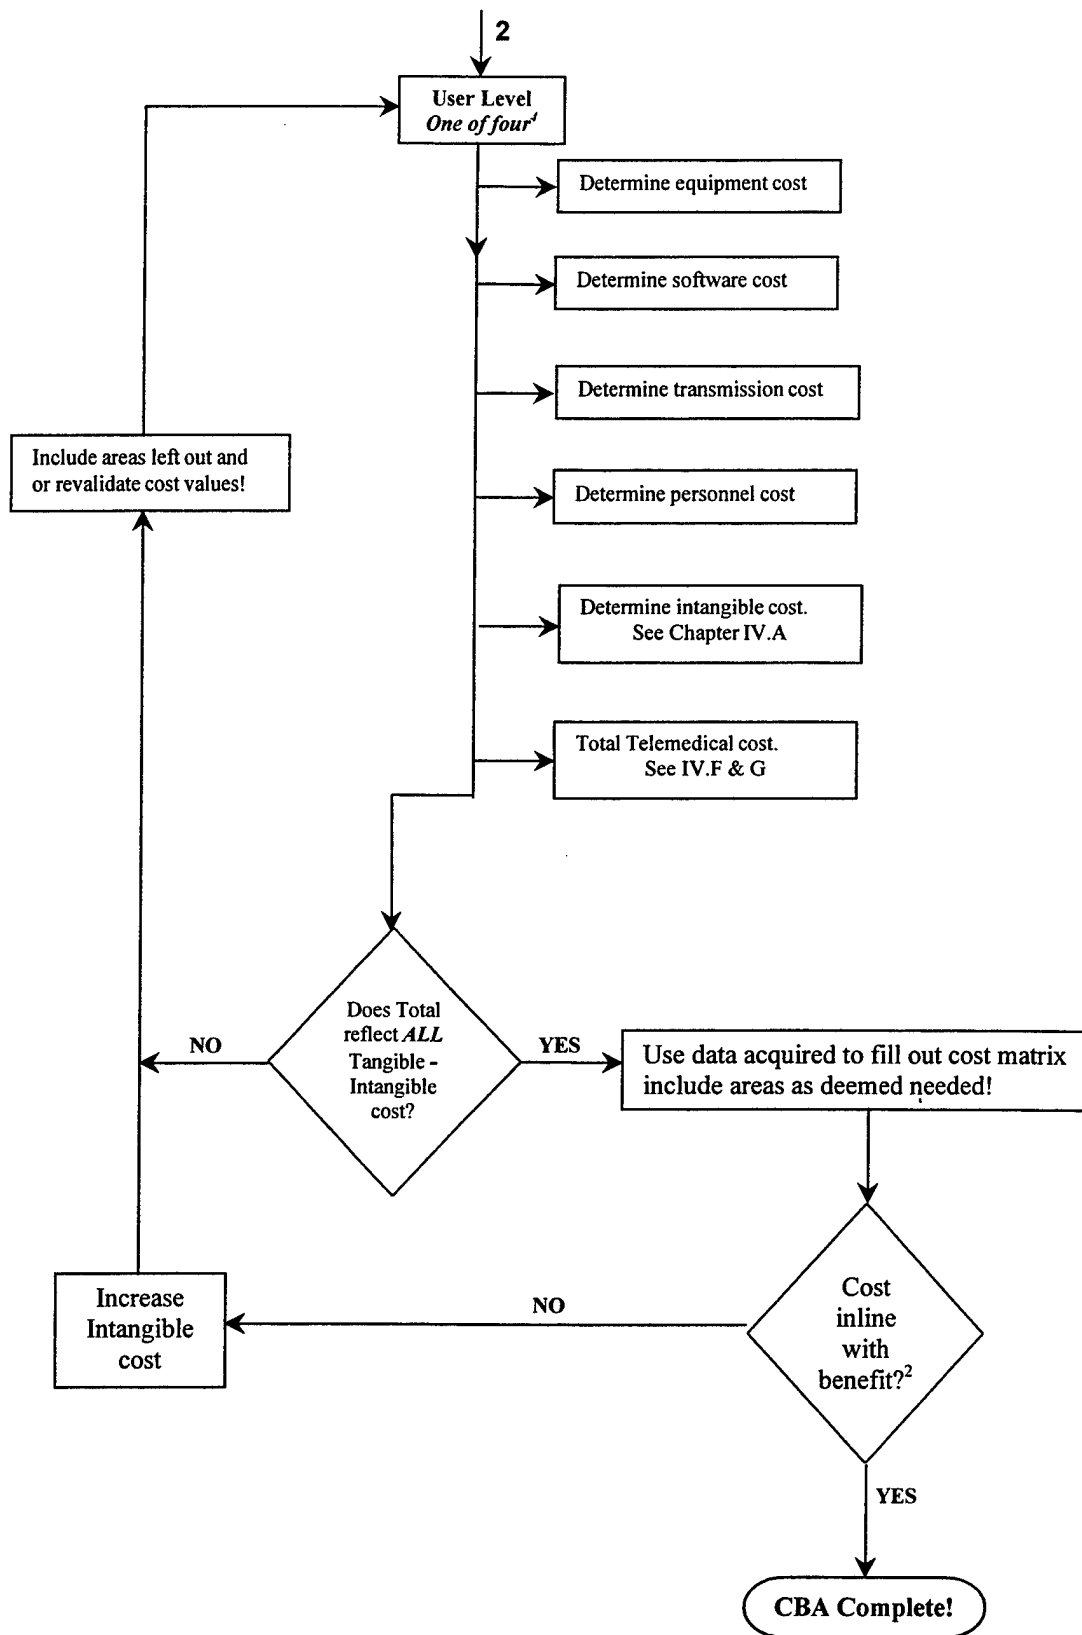 2
User Level
One of four⁴
Determine equipment cost
Determine software cost
Determine transmission cost
Include areas left out and
or revalidate cost values!
Determine personnel cost
Determine intangible cost.
See Chapter IV.A
Total Telemedical cost.
See IV.F & G
Does Total
reflect ALL
Tangible -
Intangible
cost?
NO
YES
Use data acquired to fill out cost matrix
include areas as deemed needed!
Increase
Intangible
cost
NO
Cost
inline
with
benefit?²
YES
CBA Complete!